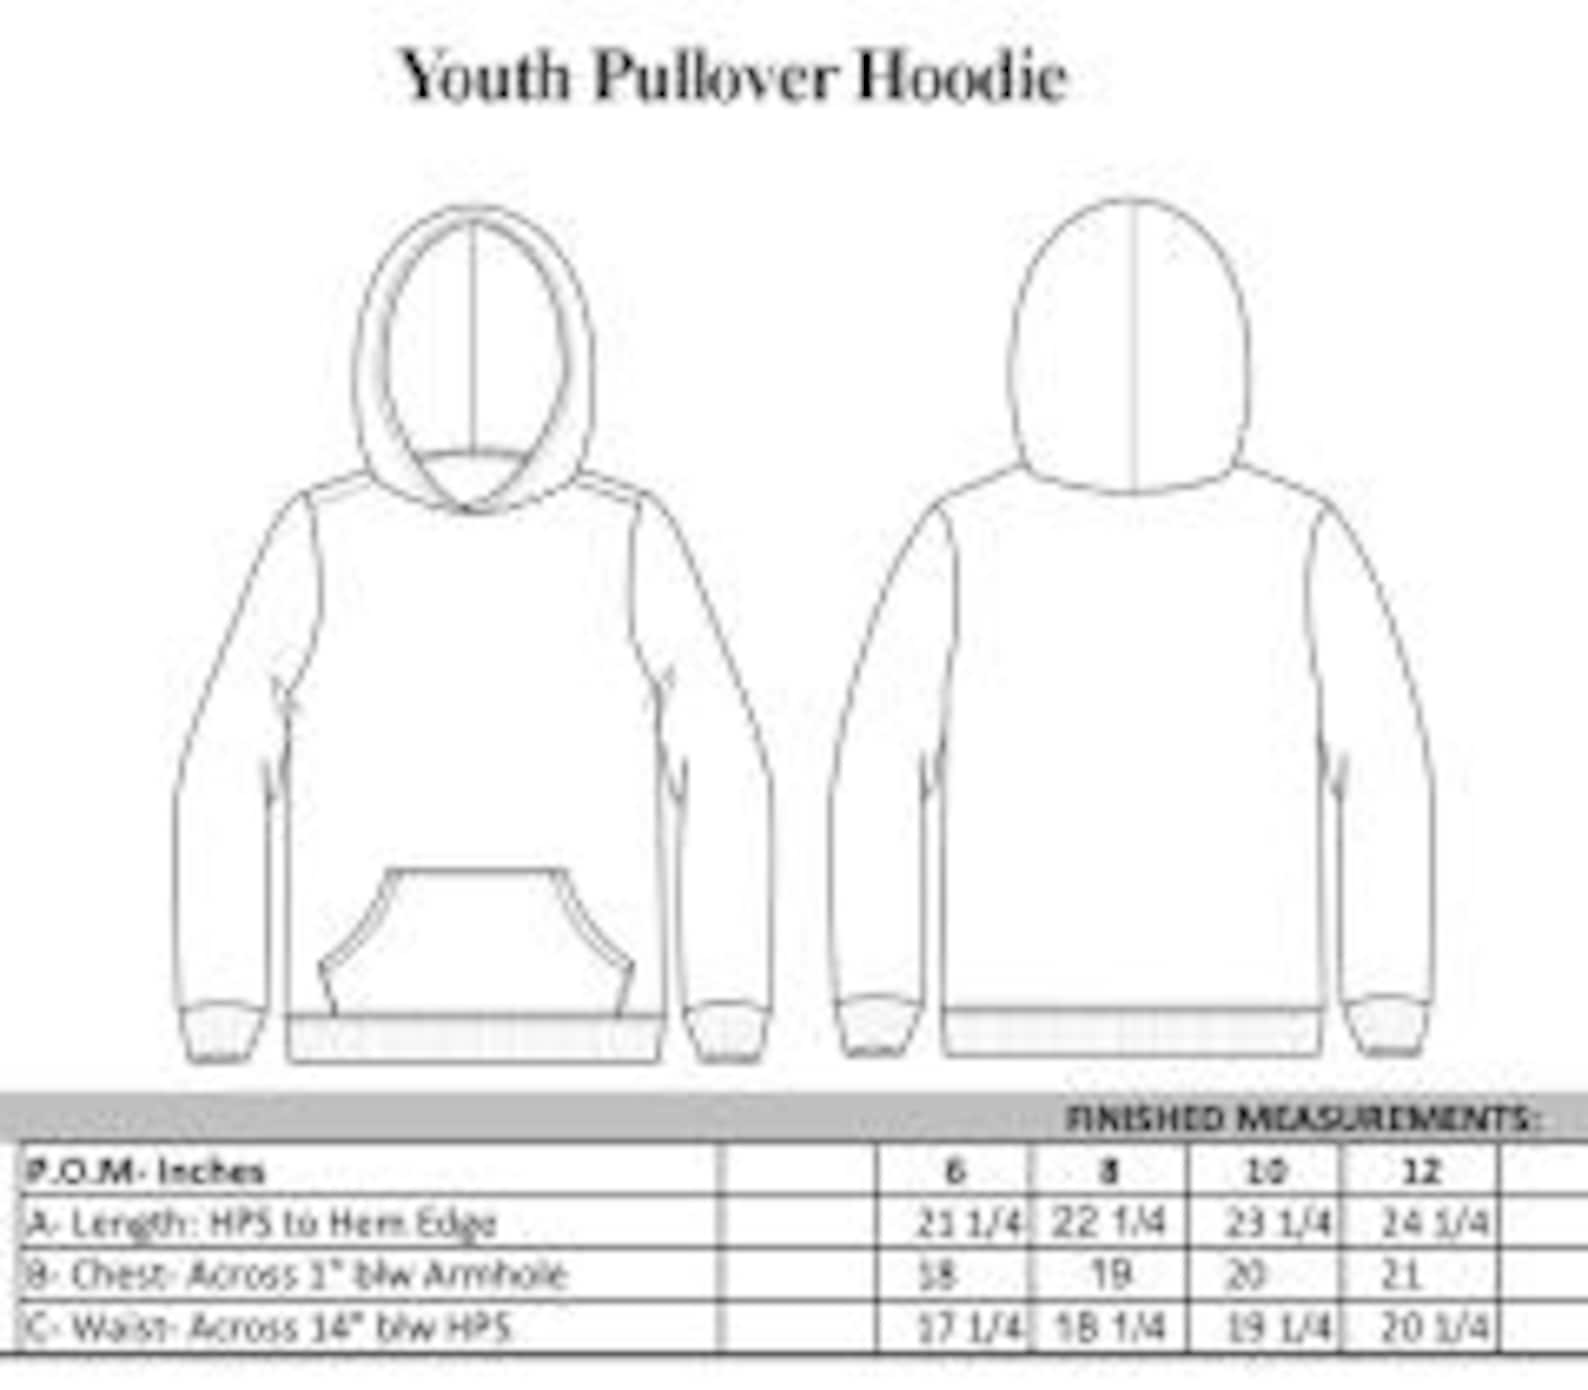 Youth Pullover Hoodie
FINISHED MEASUREMENTS:
P.O.M- Inches 6 8 10 12
A- Length: HPS to Hem Edge 21 1/4 22 1/4 23 1/4 24 1/4
B- Chest- Across 1" blw Armhole 18 19 20 21
C- Waist- Across 14" blw HPS 17 1/4 18 1/4 19 1/4 20 1/4